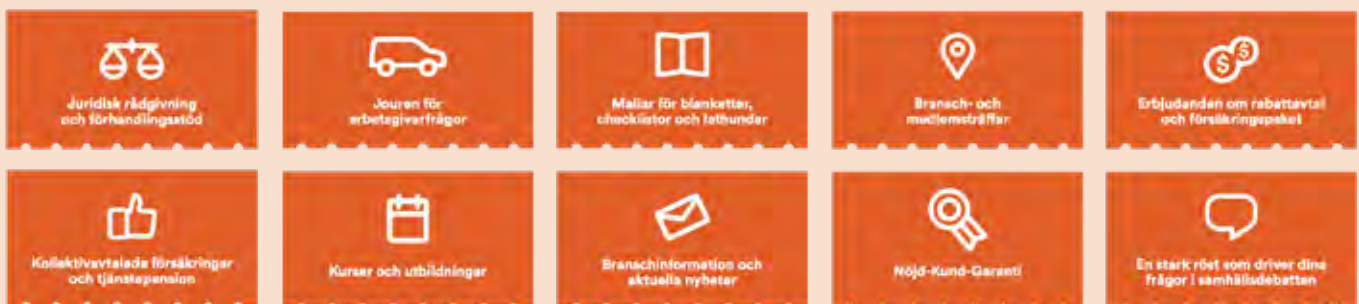 Juridisk rådgivning
och förhandlingsstöd
Jouren för
arbetsgivarfrågor
Mallar för blanketter,
checklistor och lathundar
Bransch- och
medlemsträffar
Erbjudanden om rabattavtal
och försäkringspaket
Kollektivavtalade försäkringar
och tjänstepension
Kurser och utbildningar
Branschinformation och
aktuella nyheter
Nöjd-Kund-Garanti
En stark röst som driver dina
frågor i samhällsdebatten